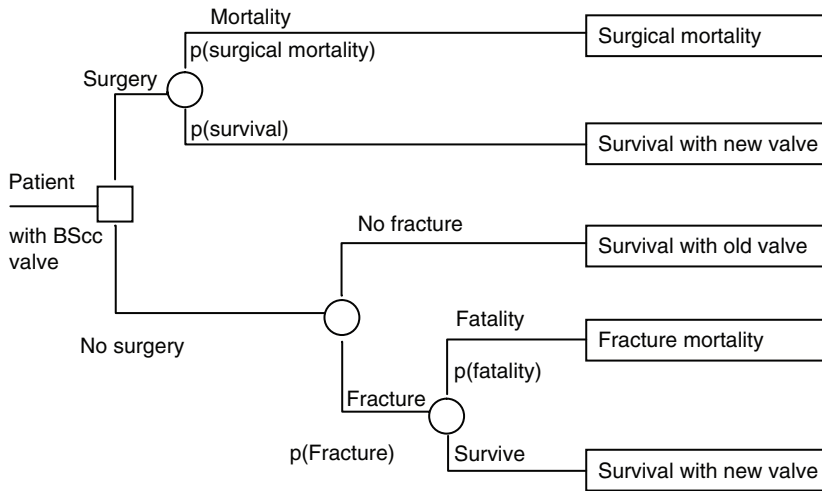 Mortality
Surgical mortality
p(surgical mortality)
Surgery
p(survival)
Survival with new valve
Patient
with BScc
valve
No fracture
Survival with old valve
No surgery
Fatality
Fracture mortality
p(fatality)
Fracture
p(Fracture)
Survive
Survival with new valve